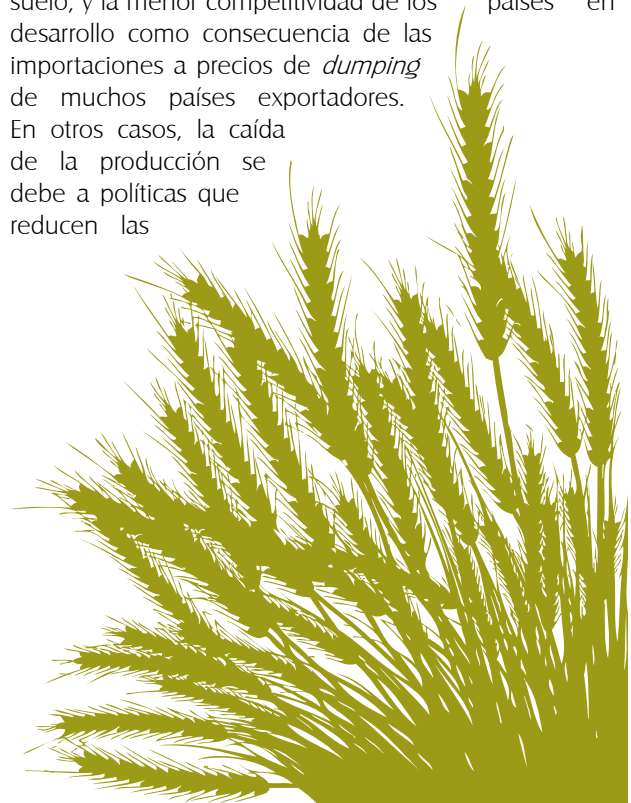 suelo, y la menor competitividad de los países en
desarrollo como consecuencia de las
importaciones a precios de dumping
de muchos países exportadores.
En otros casos, la caída
de la producción se
debe a políticas que
reducen las